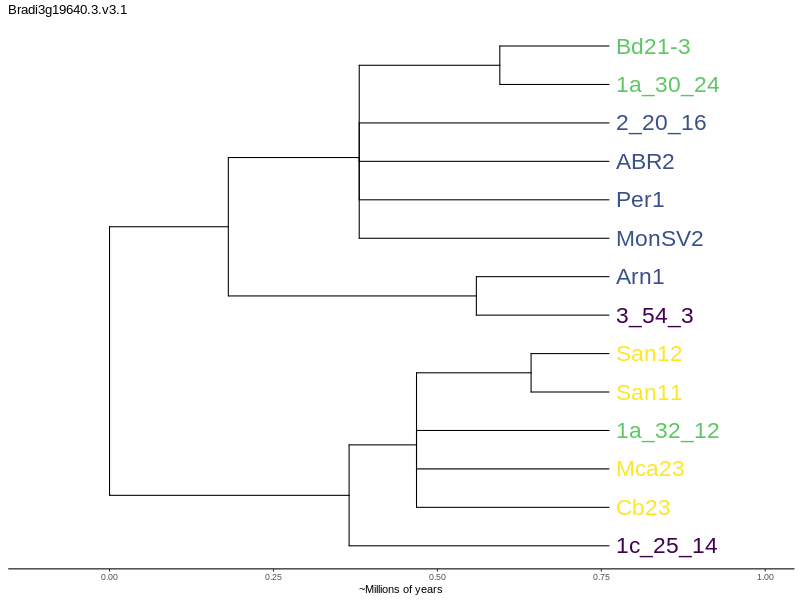 Bradi3g19640.3.v3.1
Bd21-3
1a_30_24
2_20_16
ABR2
Per1
MonSV2
Arn1
3_54_3
San12
San11
1a_32_12
Mca23
Cb23
1c_25_14
0.00 0.25 0.50 0.75 1.00
~Millions of years